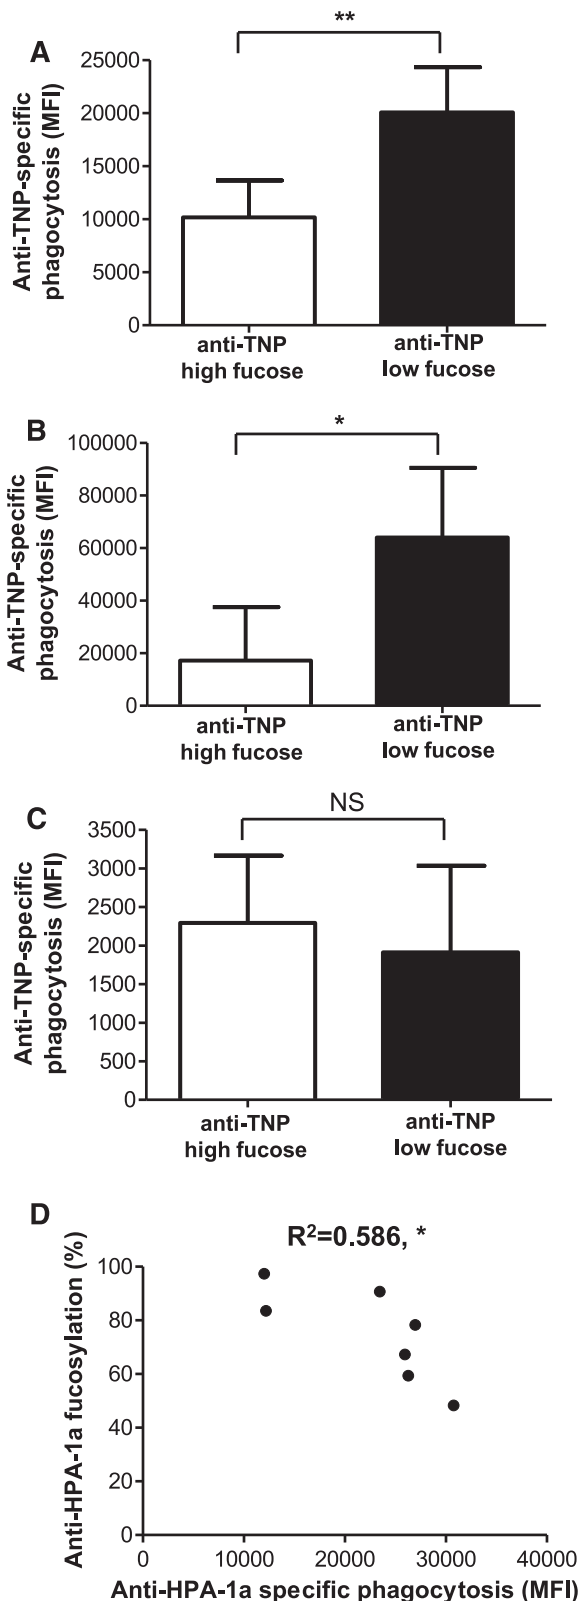 A
**
Anti-TNP-specific
phagocytosis (MFI)
25000
20000
15000
10000
5000
0
anti-TNP
high fucose
anti-TNP
low fucose
B
*
Anti-TNP-specific
phagocytosis (MFI)
100000
80000
60000
40000
20000
0
anti-TNP
high fucose
anti-TNP
low fucose
C
NS
Anti-TNP-specific
phagocytosis (MFI)
3500
3000
2500
2000
1500
1000
500
0
anti-TNP
high fucose
anti-TNP
low fucose
D
R²=0.586, *
Anti-HPA-1a fucosylation (%)
100
80
60
40
20
0
0 10000 20000 30000 40000
Anti-HPA-1a specific phagocytosis (MFI)